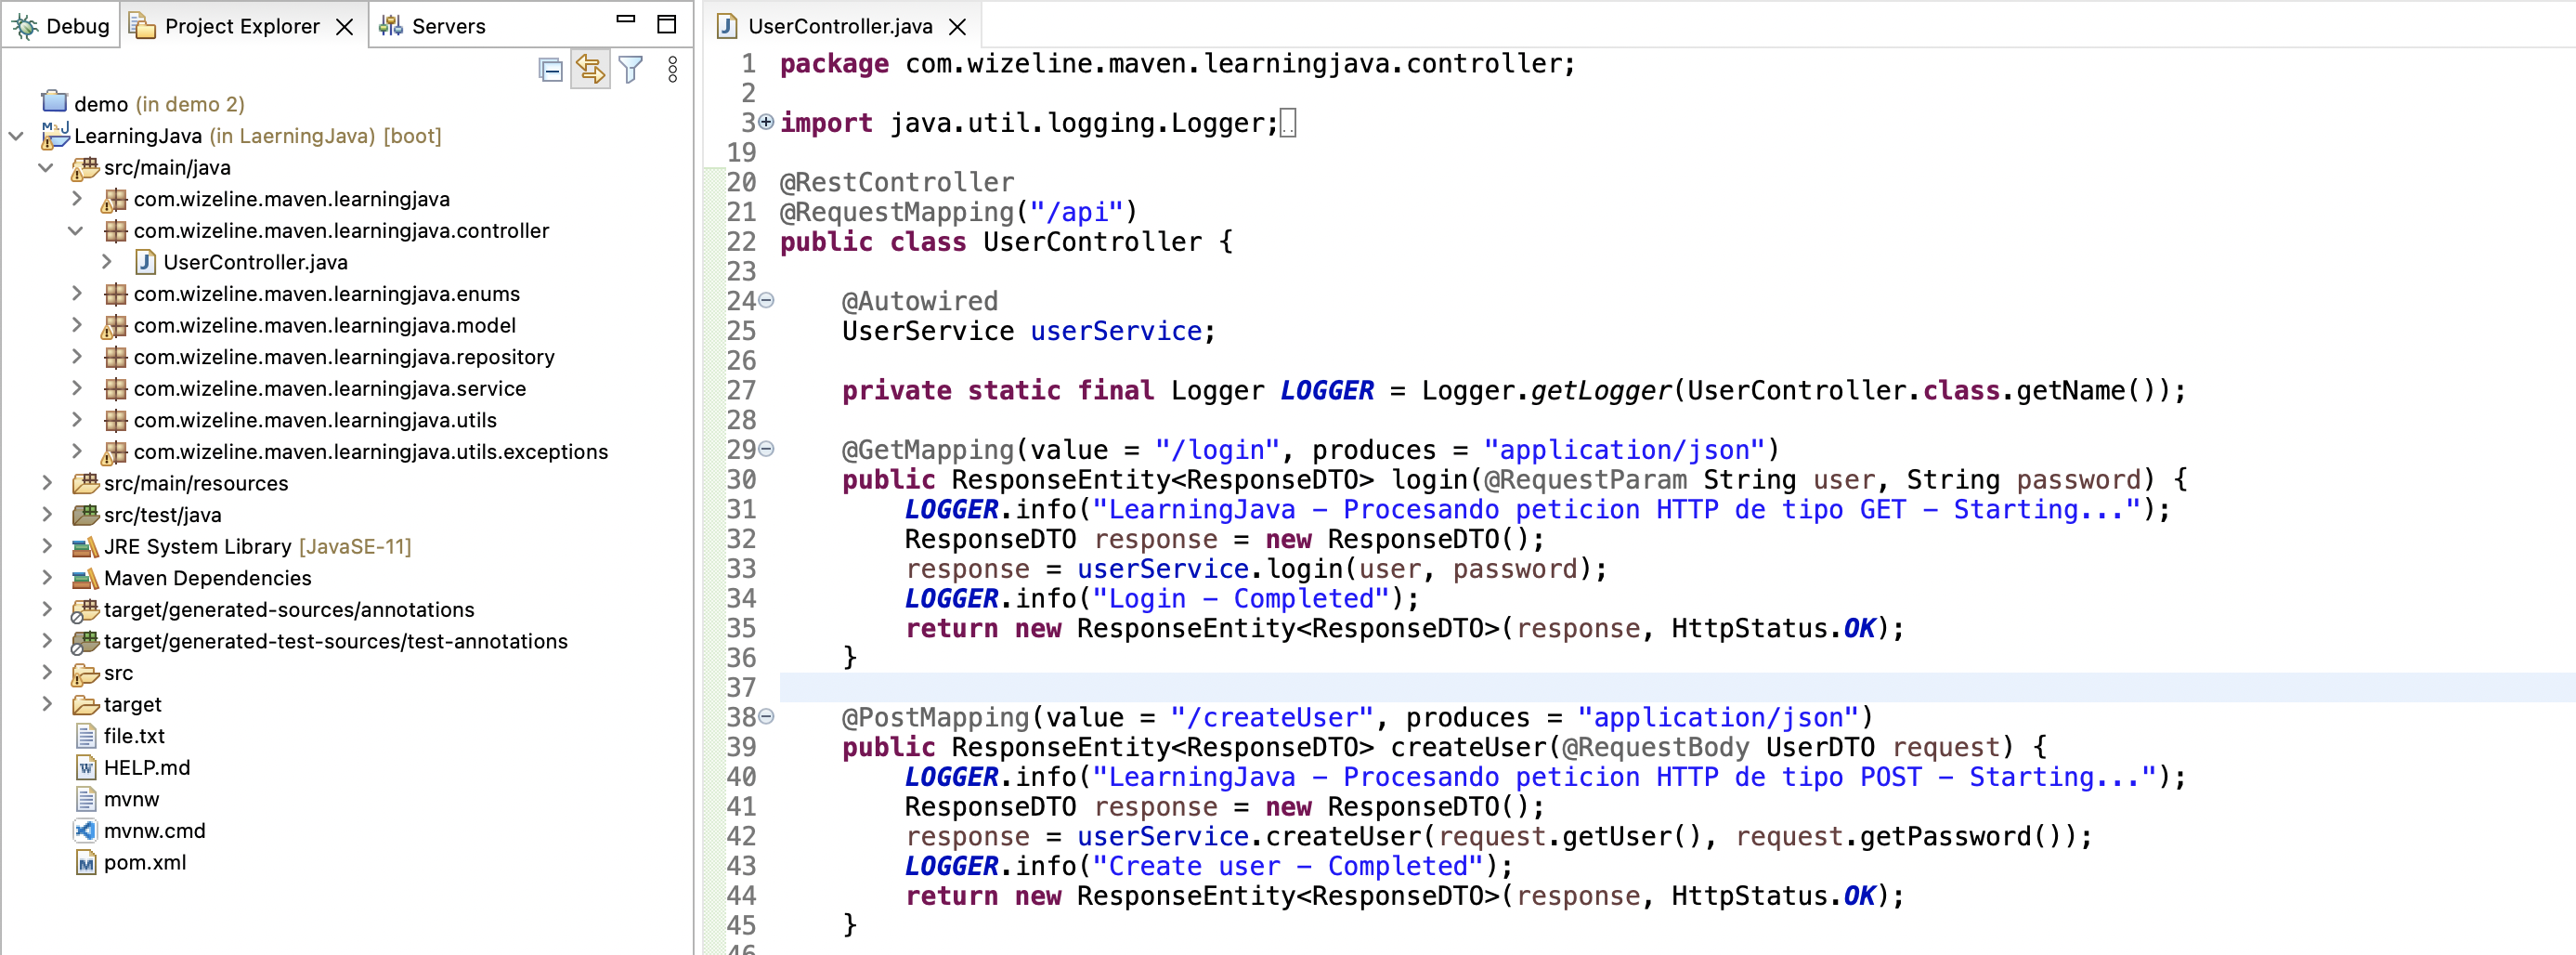 Debug Project Explorer Servers
demo (in demo 2)
LearningJava (in LaerningJava) [boot]
src/main/java
com.wizeline.maven.learningjava
com.wizeline.maven.learningjava.controller
UserController.java
com.wizeline.maven.learningjava.enums
com.wizeline.maven.learningjava.model
com.wizeline.maven.learningjava.repository
com.wizeline.maven.learningjava.service
com.wizeline.maven.learningjava.utils
com.wizeline.maven.learningjava.utils.exceptions
src/main/resources
src/test/java
JRE System Library [JavaSE-11]
Maven Dependencies
target/generated-sources/annotations
target/generated-test-sources/test-annotations
src
target
file.txt
HELP.md
mvnw
mvnw.cmd
pom.xml
UserController.java
1 package com.wizeline.maven.learningjava.controller;
2
3 import java.util.logging.Logger;
19
20 @RestController
21 @RequestMapping("/api")
22 public class UserController {
23
24 @Autowired
25 UserService userService;
26
27 private static final Logger LOGGER = Logger.getLogger(UserController.class.getName());
28
29 @GetMapping(value = "/login", produces = "application/json")
30 public ResponseEntity<ResponseDTO> login(@RequestParam String user, String password) {
31 LOGGER.info("LearningJava - Procesando peticion HTTP de tipo GET - Starting...");
32 ResponseDTO response = new ResponseDTO();
33 response = userService.login(user, password);
34 LOGGER.info("Login - Completed");
35 return new ResponseEntity<ResponseDTO>(response, HttpStatus.OK);
36 }
37
38 @PostMapping(value = "/createUser", produces = "application/json")
39 public ResponseEntity<ResponseDTO> createUser(@RequestBody UserDTO request) {
40 LOGGER.info("LearningJava - Procesando peticion HTTP de tipo POST - Starting...");
41 ResponseDTO response = new ResponseDTO();
42 response = userService.createUser(request.getUser(), request.getPassword());
43 LOGGER.info("Create user - Completed");
44 return new ResponseEntity<ResponseDTO>(response, HttpStatus.OK);
45 }